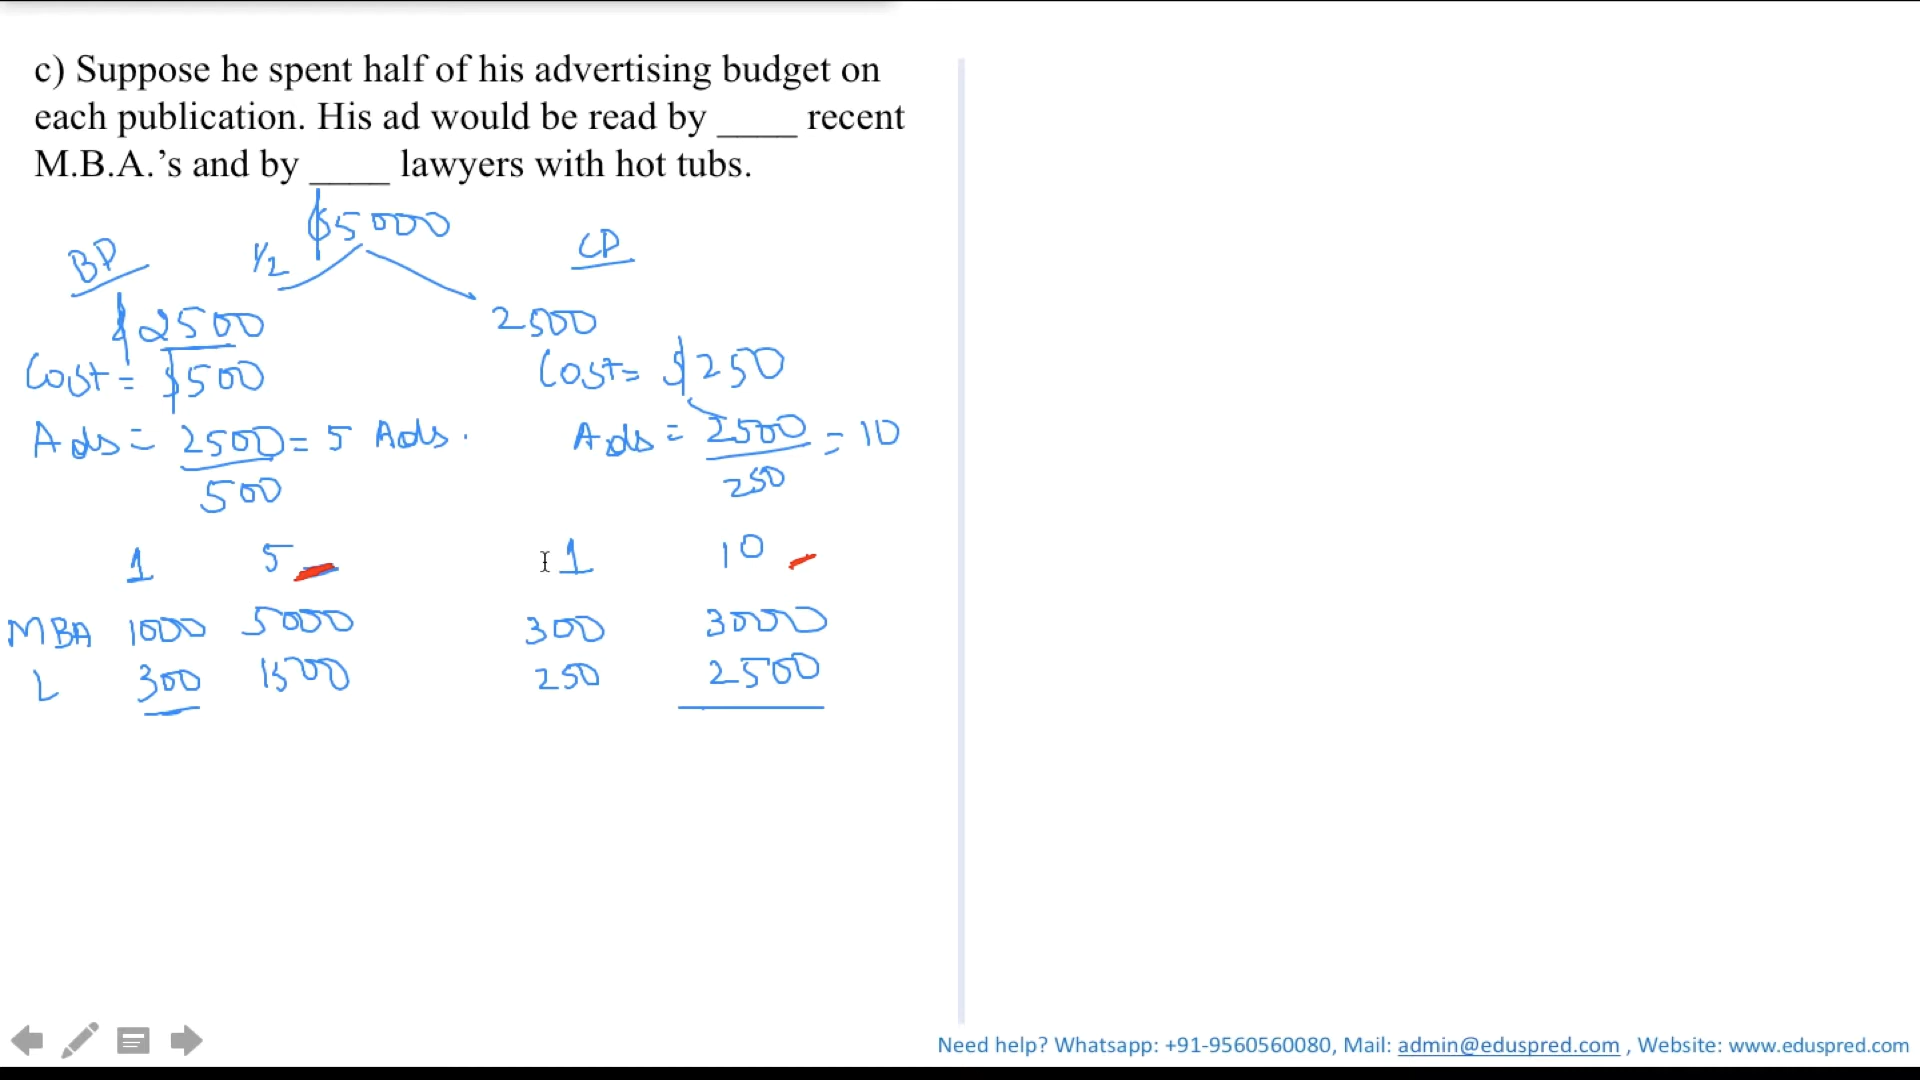 c) Suppose he spent half of his advertising budget on
each publication. His ad would be read by ____ recent
M.B.A.’s and by ____ lawyers with hot tubs.
$5000
BP 1/2 CP
$2500 2500
Cost = $500 Cost = $250
Ads = 2500/500 = 5 Ads. Ads = 2500/250 = 10
1 5 1 10
MBA 1000 5000 300 3000
L 300 1500 250 2500
Need help? Whatsapp: +91-9560560080, Mail: admin@eduspred.com , Website: www.eduspred.com